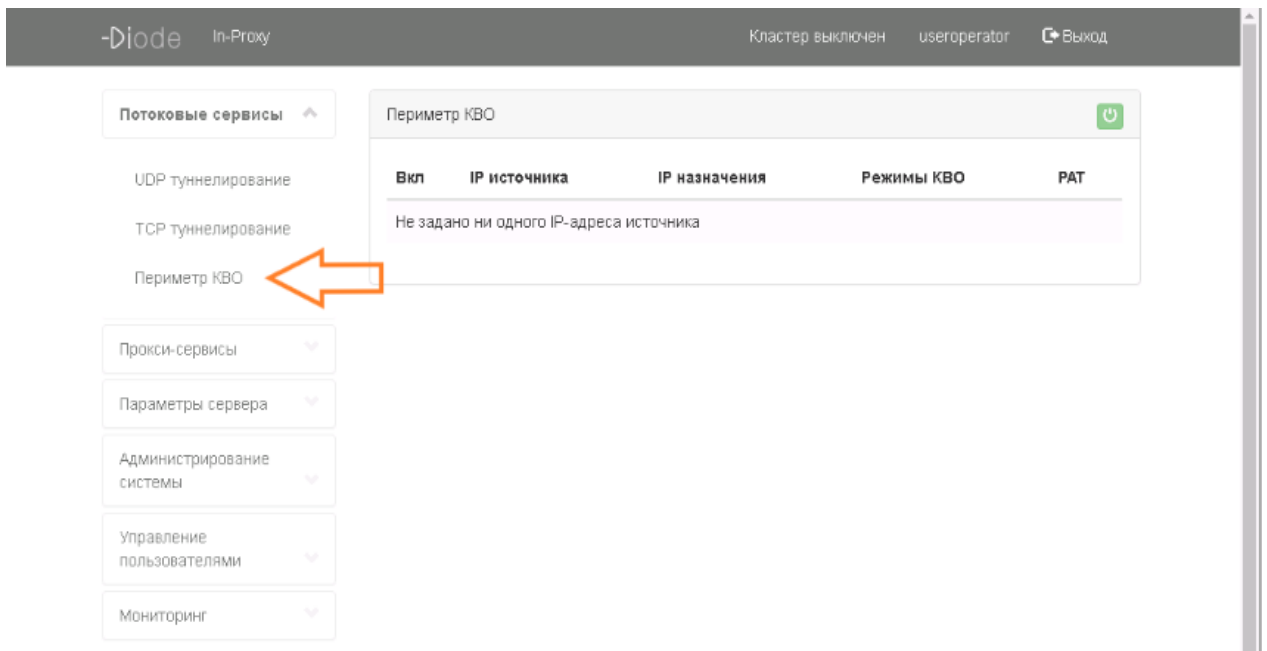 -Diode In-Proxy Кластер выключен useroperator Выход
Потоковые сервисы
Периметр КВО
UDP туннелирование
Вкл IP источника IP назначения Режимы КВО PAT
Не задано ни одного IP-адреса источника
TCP туннелирование
Периметр КВО
Прокси-сервисы
Параметры сервера
Администрирование
системы
Управление
пользователями
Мониторинг